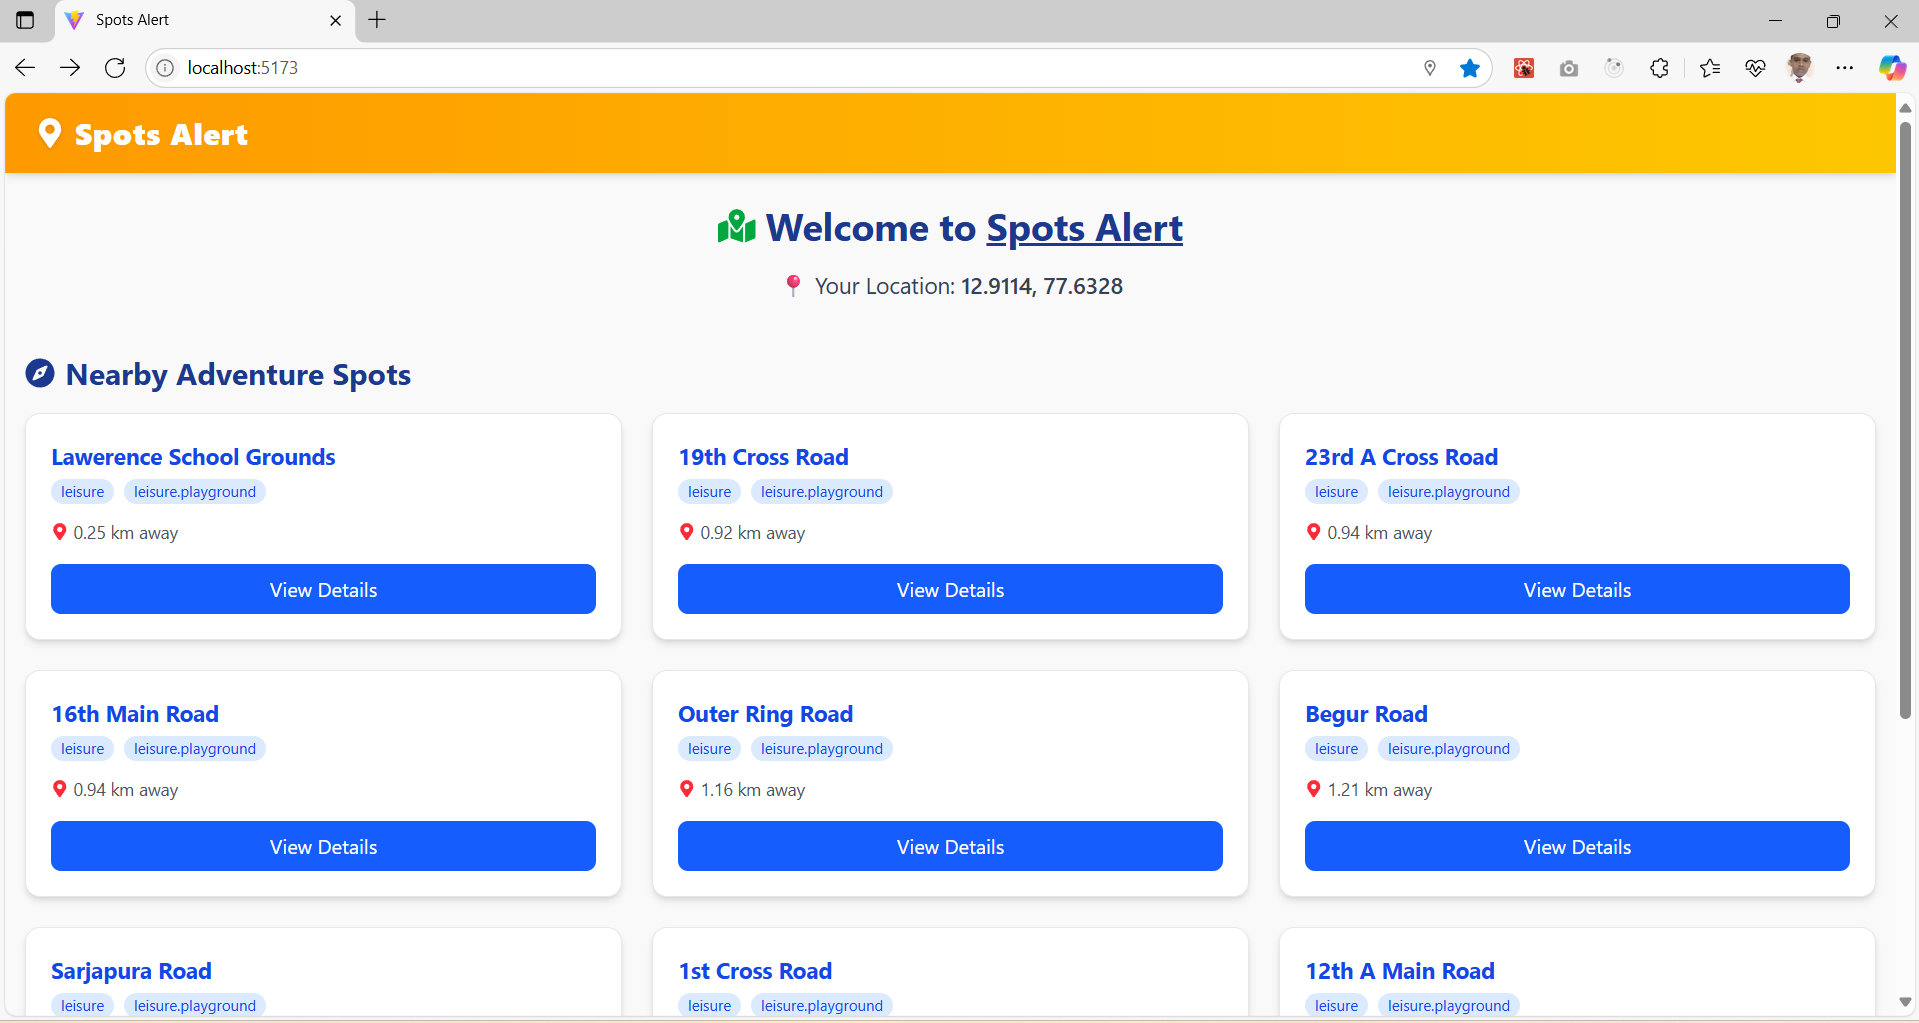 Spots Alert
localhost:5173
Spots Alert
Welcome to Spots Alert
Your Location: 12.9114, 77.6328
Nearby Adventure Spots
Lawerence School Grounds
leisure leisure.playground
0.25 km away
View Details
19th Cross Road
leisure leisure.playground
0.92 km away
View Details
23rd A Cross Road
leisure leisure.playground
0.94 km away
View Details
16th Main Road
leisure leisure.playground
0.94 km away
View Details
Outer Ring Road
leisure leisure.playground
1.16 km away
View Details
Begur Road
leisure leisure.playground
1.21 km away
View Details
Sarjapura Road
leisure leisure.playground
1st Cross Road
leisure leisure.playground
12th A Main Road
leisure leisure.playground